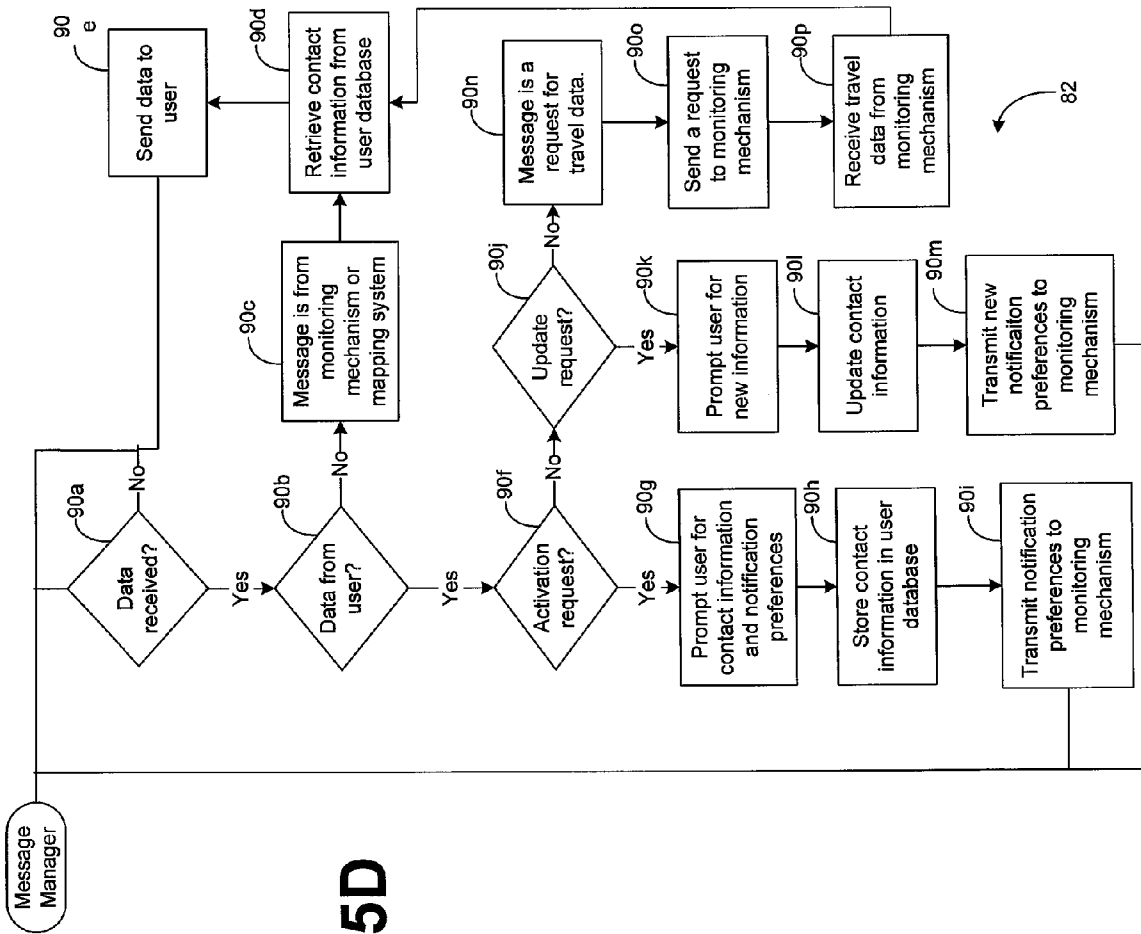 Message
Manager
5D
Data
received?
90a
No
Yes
Data from
user?
90b
No
Yes
Message is from
monitoring
mechanism or
mapping system
90c
Retrieve contact
information from
user database
90d
Send data to
user
90
e
Activation
request?
90f
No
Yes
Prompt user for
contact information
and notification
preferences
90g
Store contact
information in user
database
90h
Transmit notification
preferences to
monitoring
mechanism
90i
Update
request?
90j
No
Yes
Prompt user for
new information
90k
Update contact
information
90l
Transmit new
notificaiton
preferences to
monitoring
mechanism
90m
Message is a
request for
travel data.
90n
Send a request
to monitoring
mechanism
90o
Receive travel
data from
monitoring
mechanism
90p
82